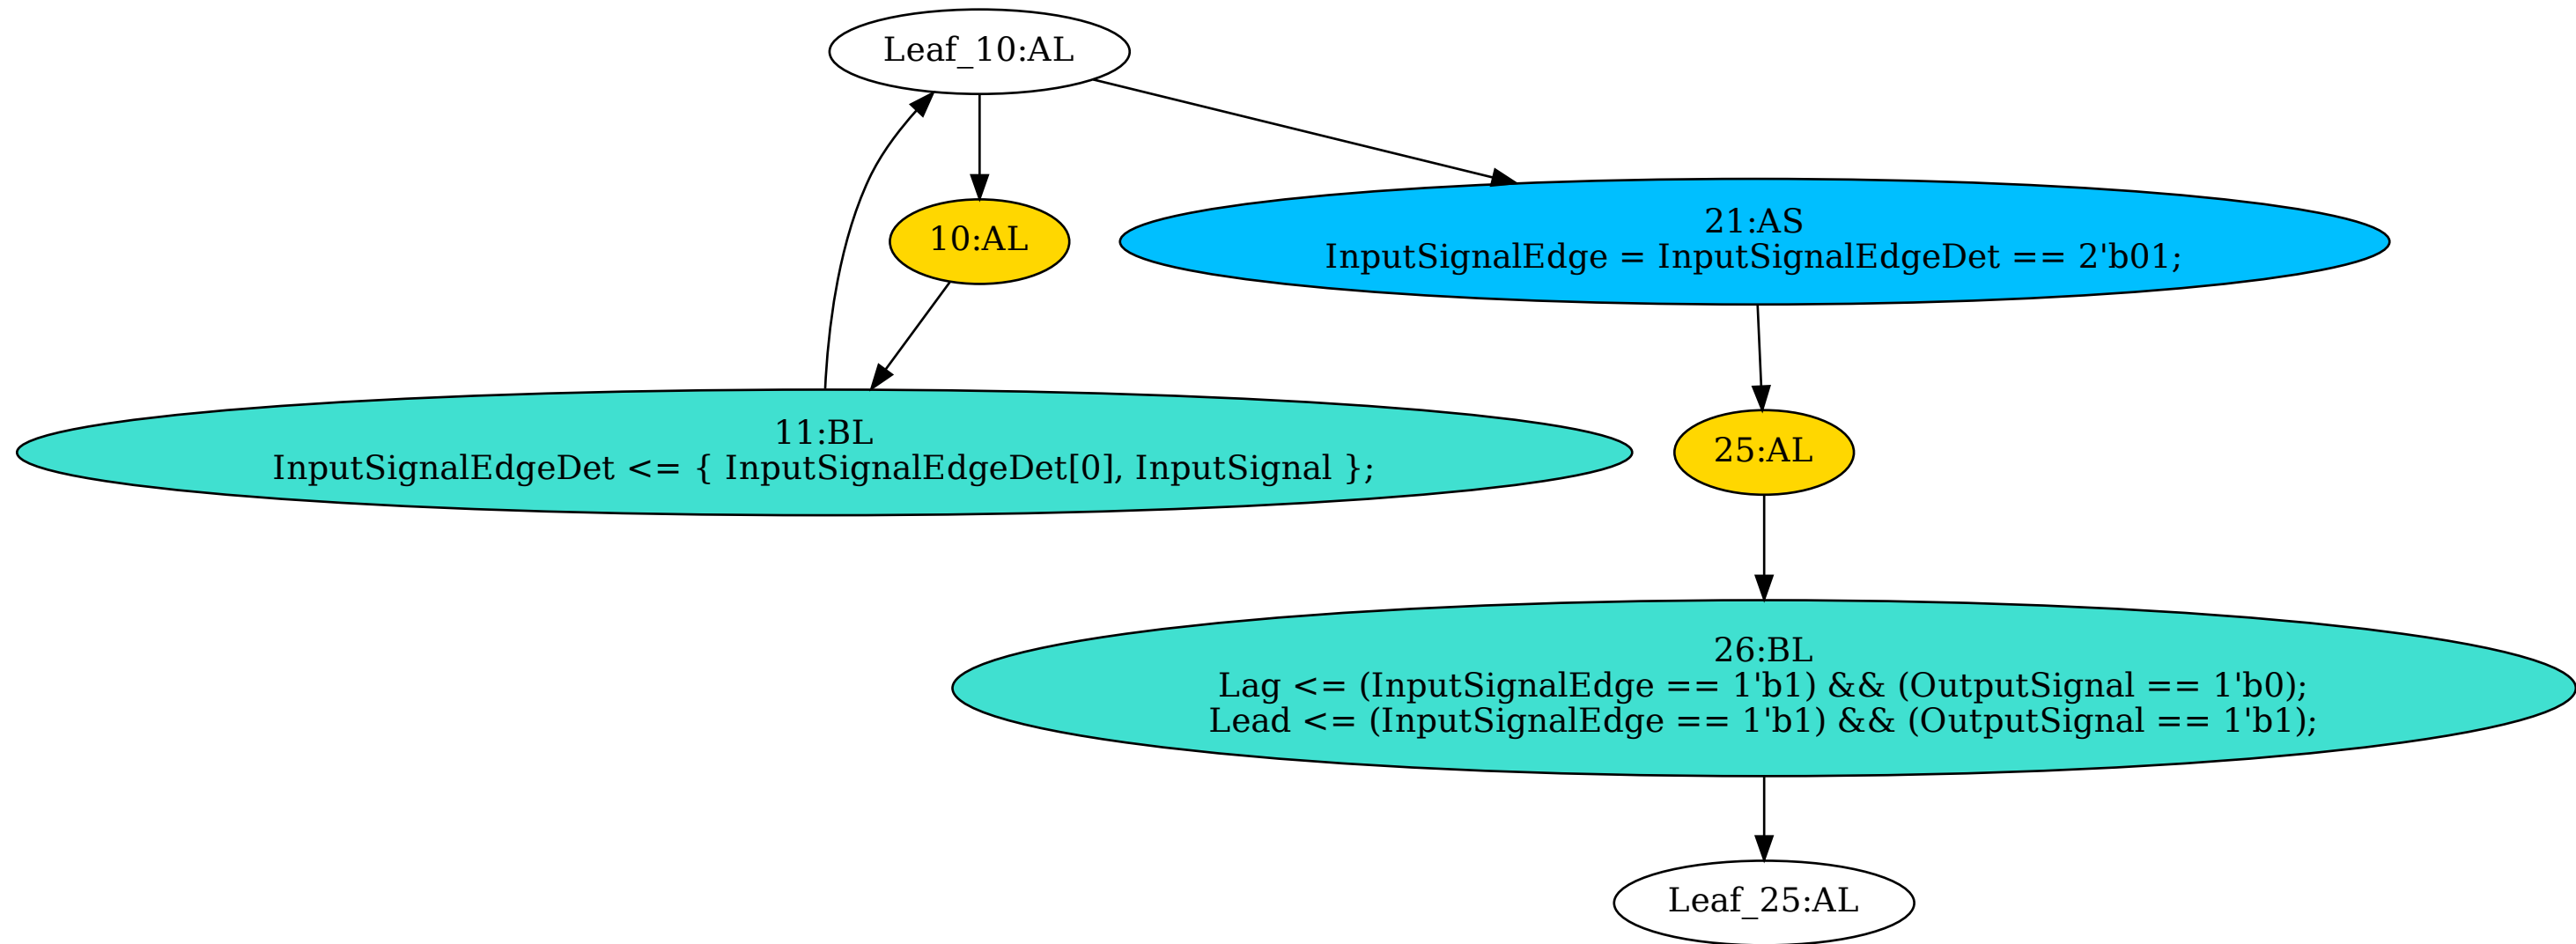 Leaf_10:AL
10:AL
21:AS
InputSignalEdge = InputSignalEdgeDet == 2'b01;
11:BL
InputSignalEdgeDet <= { InputSignalEdgeDet[0], InputSignal };
25:AL
26:BL
Lag <= (InputSignalEdge == 1'b1) && (OutputSignal == 1'b0);
Lead <= (InputSignalEdge == 1'b1) && (OutputSignal == 1'b1);
Leaf_25:AL